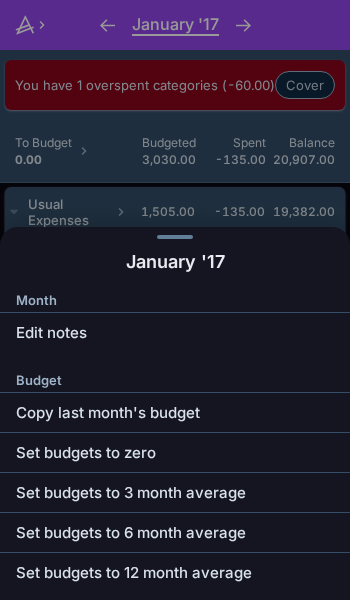 January '17
You have 1 overspent categories (-60.00) Cover
To Budget Budgeted Spent Balance
0.00 3,030.00 -135.00 20,907.00
Usual Expenses 1,505.00 -135.00 19,382.00
January '17
Month
Edit notes
Budget
Copy last month's budget
Set budgets to zero
Set budgets to 3 month average
Set budgets to 6 month average
Set budgets to 12 month average